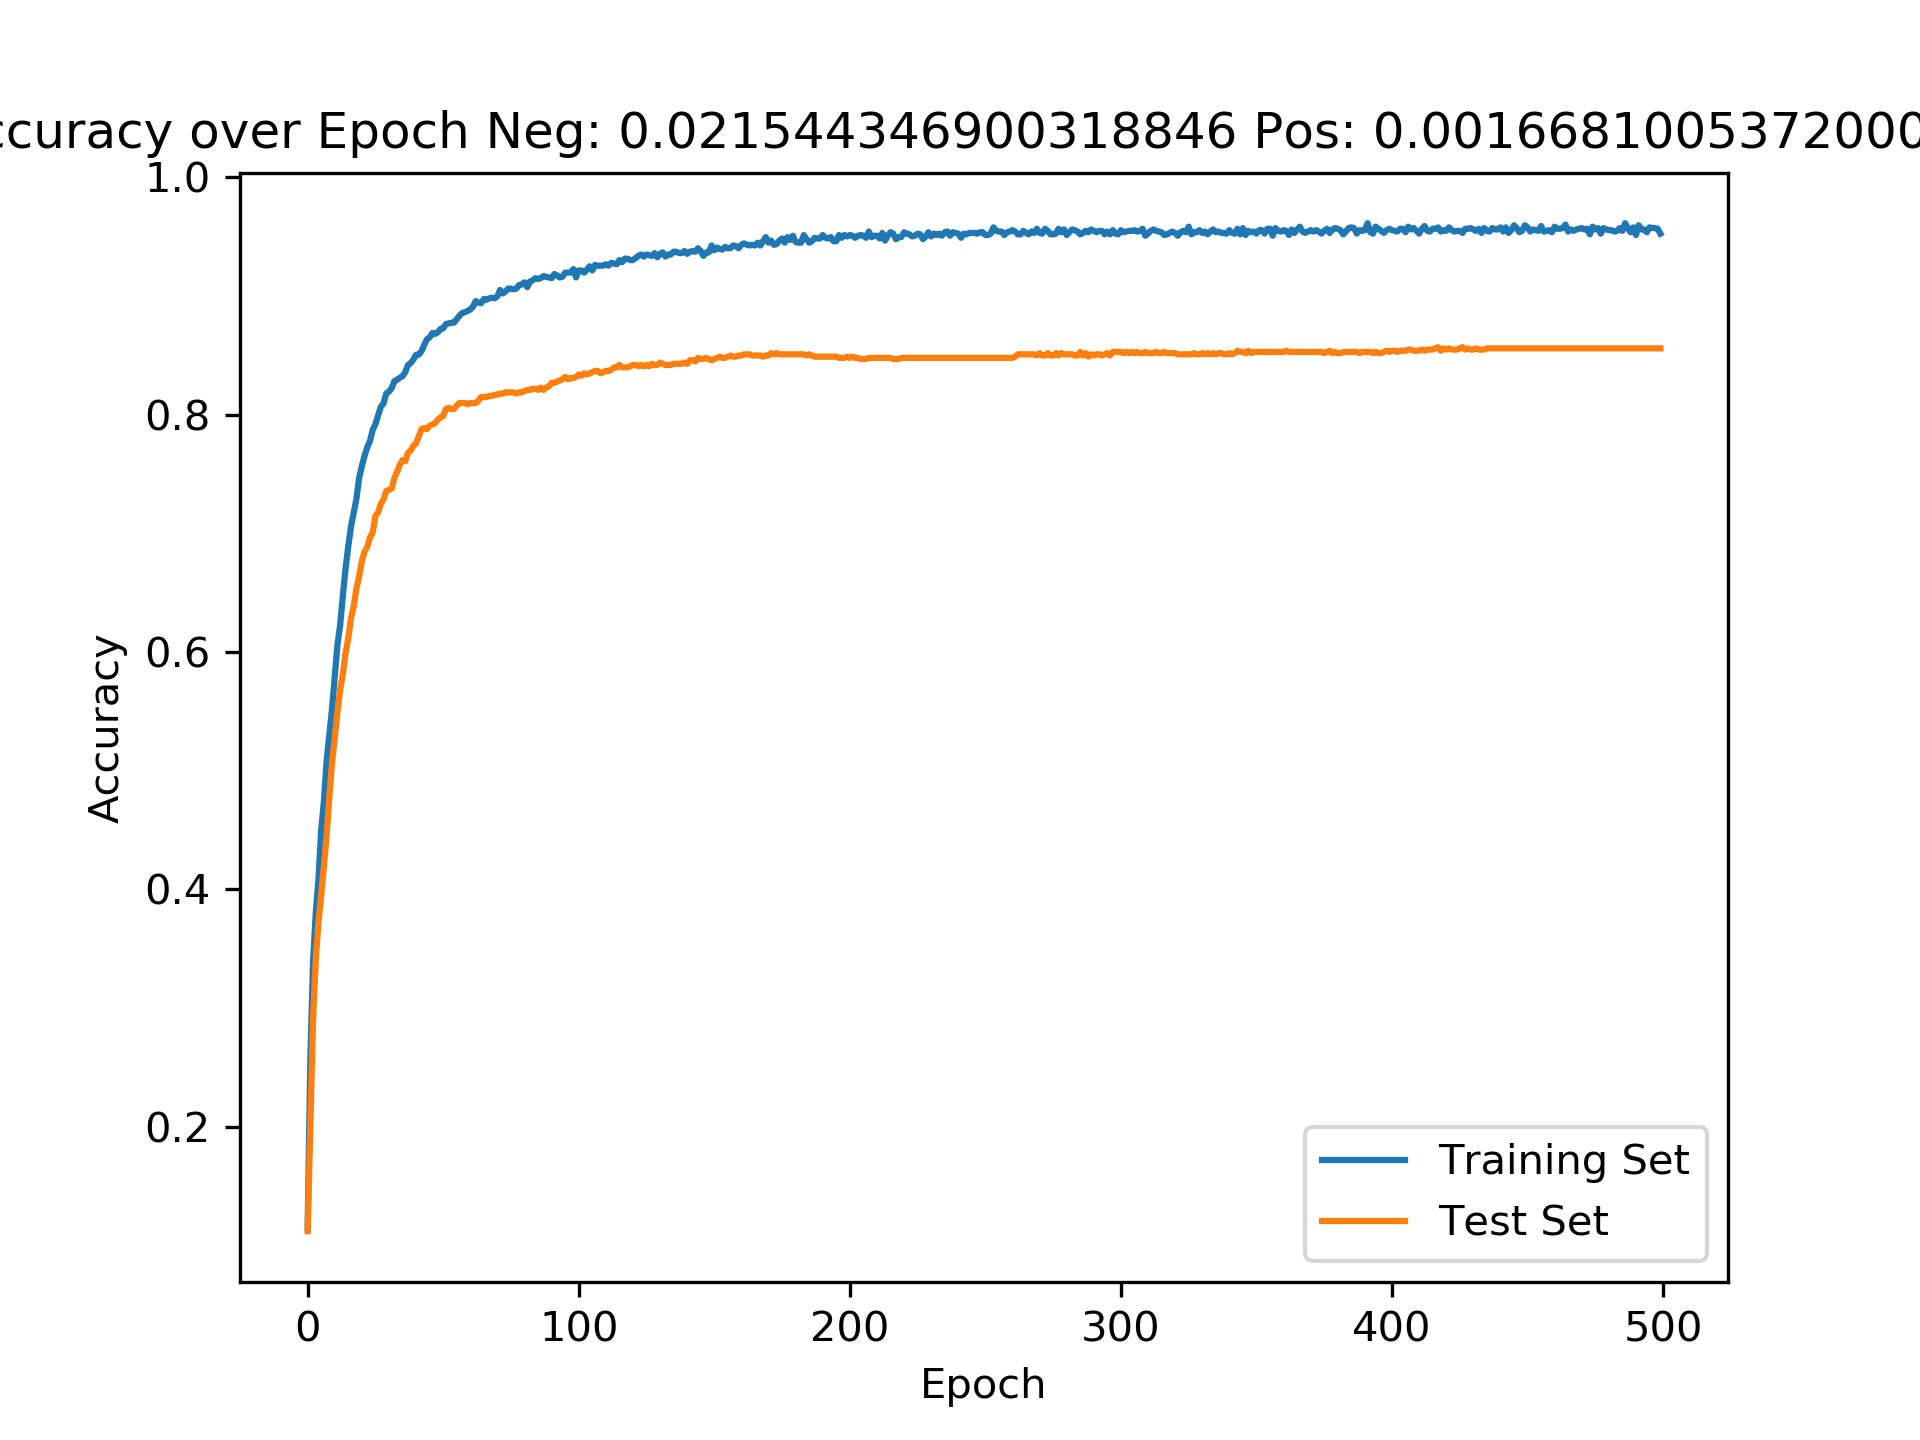 ccuracy over Epoch Neg: 0.021544346900318846 Pos: 0.0016681005372000
1.0
0.8
0.6
0.4
0.2
Accuracy
Training Set
Test Set
0 100 200 300 400 500
Epoch